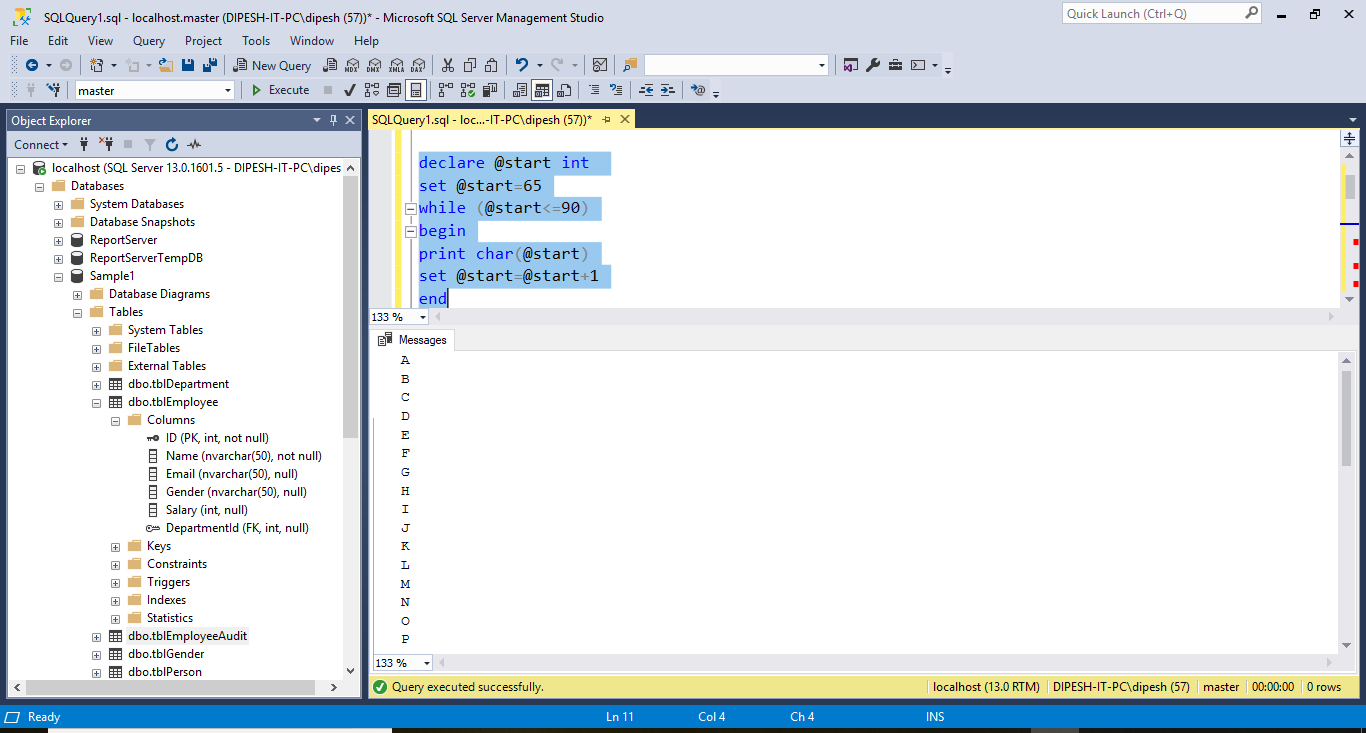 SQLQuery1.sql - localhost.master (DIPESH-IT-PC\dipesh (57))* - Microsoft SQL Server Management Studio
Quick Launch (Ctrl+Q)
File Edit View Query Project Tools Window Help
New Query MDX DMX XMLA DAX
master Execute
Object Explorer
Connect
localhost (SQL Server 13.0.1601.5 - DIPESH-IT-PC\dipes
Databases
System Databases
Database Snapshots
ReportServer
ReportServerTempDB
Sample1
Database Diagrams
Tables
System Tables
FileTables
External Tables
dbo.tblDepartment
dbo.tblEmployee
Columns
ID (PK, int, not null)
Name (nvarchar(50), not null)
Email (nvarchar(50), null)
Gender (nvarchar(50), null)
Salary (int, null)
DepartmentId (FK, int, null)
Keys
Constraints
Triggers
Indexes
Statistics
dbo.tblEmployeeAudit
dbo.tblGender
dbo.tblPerson
SQLQuery1.sql - loc...-IT-PC\dipesh (57))*
declare @start int
set @start=65
while (@start<=90)
begin
print char(@start)
set @start=@start+1
end
133 %
Messages
A
B
C
D
E
F
G
H
I
J
K
L
M
N
O
P
133 %
Query executed successfully. localhost (13.0 RTM) DIPESH-IT-PC\dipesh (57) master 00:00:00 0 rows
Ready Ln 11 Col 4 Ch 4 INS